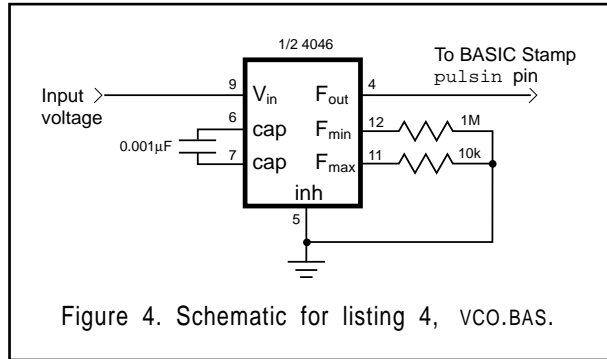 1/2 4046
To BASIC Stamp
pulsin pin
Input
voltage
9
Vin
Fout
4
6
cap
Fmin
12
1M
0.001µF
7
cap
Fmax
11
10k
inh
5
Figure 4. Schematic for listing 4, VCO.BAS.